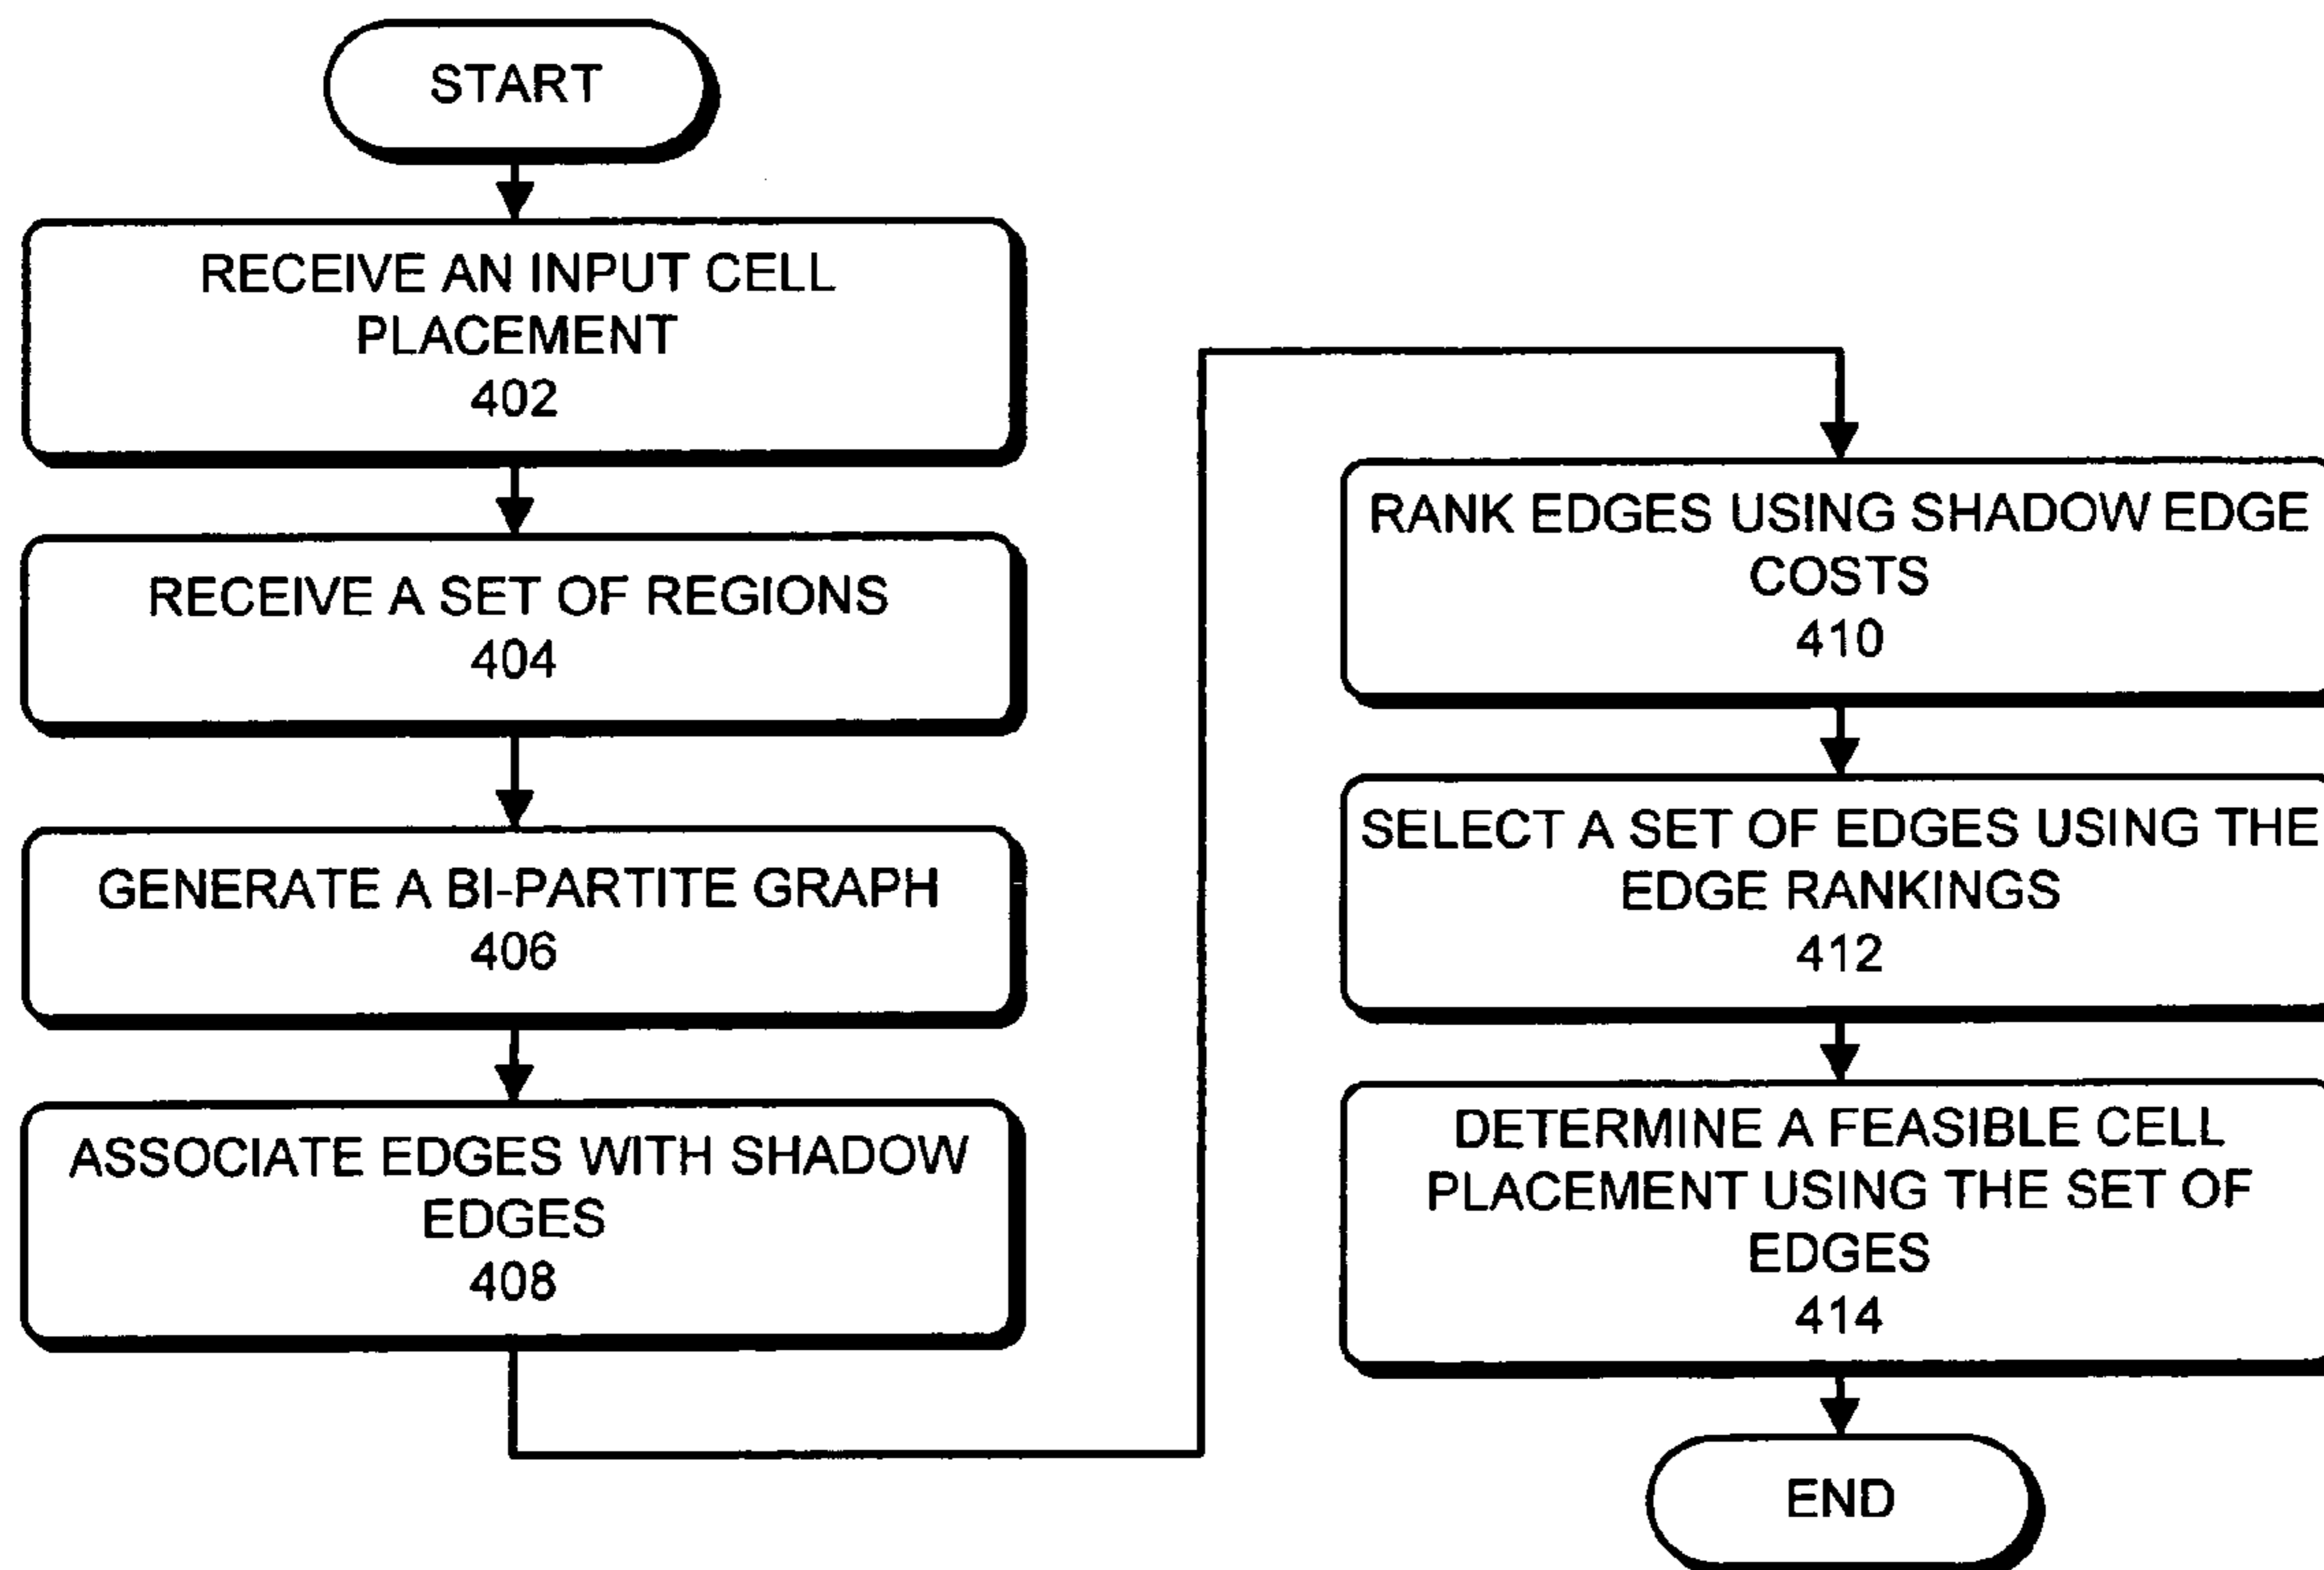 START
RECEIVE AN INPUT CELL
PLACEMENT
402
RECEIVE A SET OF REGIONS
404
GENERATE A BI-PARTITE GRAPH
406
ASSOCIATE EDGES WITH SHADOW
EDGES
408
RANK EDGES USING SHADOW EDGE
COSTS
410
SELECT A SET OF EDGES USING THE
EDGE RANKINGS
412
DETERMINE A FEASIBLE CELL
PLACEMENT USING THE SET OF
EDGES
414
END